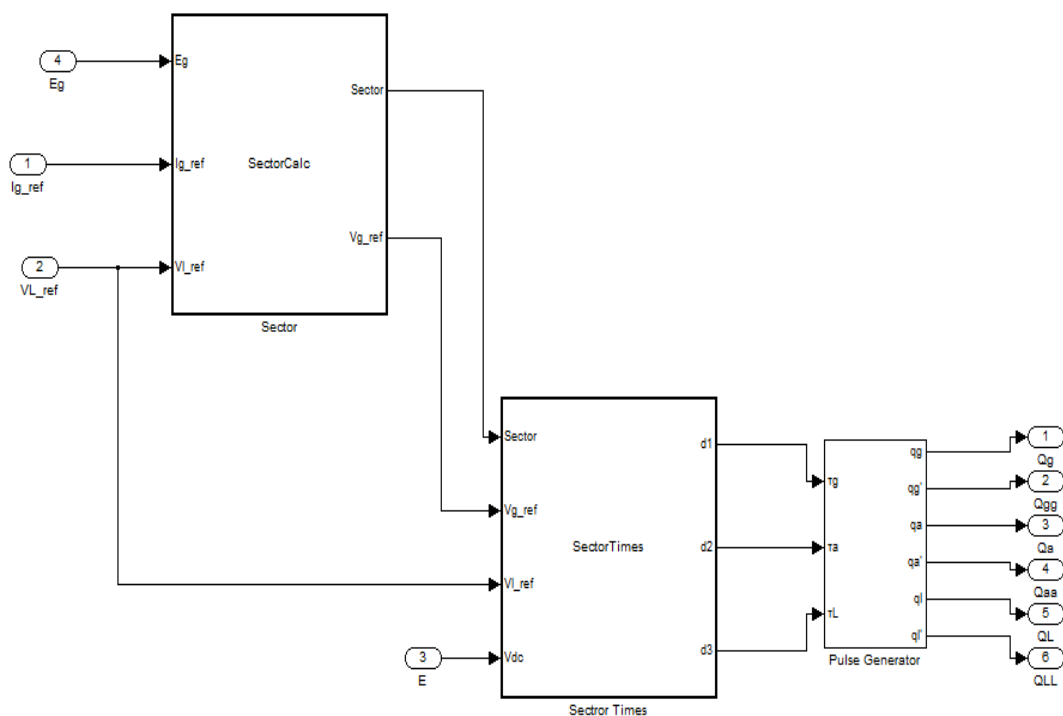 4
Eg
1
Ig_ref
2
VL_ref
Eg
Ig_ref
Vl_ref
SectorCalc
Sector
Vg_ref
Sector
3
E
Sector
Vg_ref
Vl_ref
Vdc
SectorTimes
d1
d2
d3
Sectror Times
τg
τa
τL
qg
qg'
qa
qa'
ql
ql'
Pulse Generator
1
Qg
2
Qgg
3
Qa
4
Qaa
5
QL
6
QLL